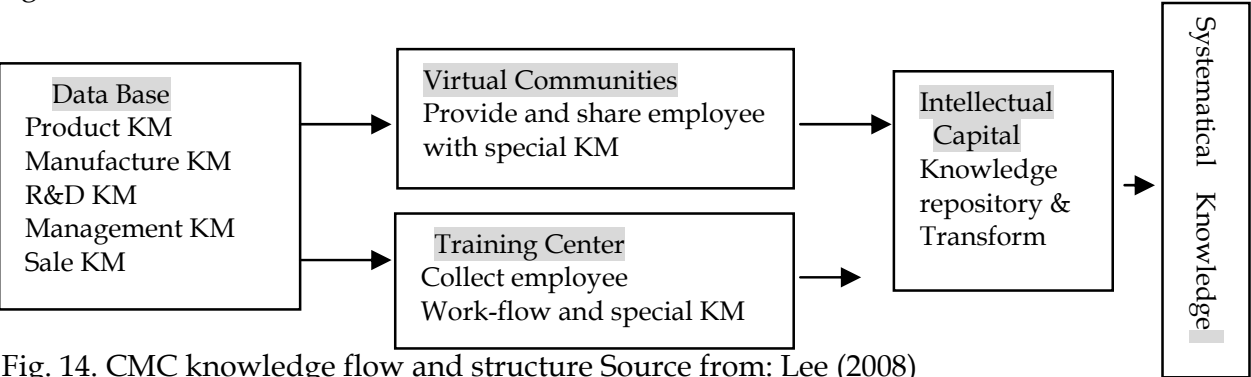 Data Base
Product KM
Manufacture KM
R&D KM
Management KM
Sale KM
Virtual Communities
Provide and share employee
with special KM
Training Center
Collect employee
Work-flow and special KM
Intellectual
Capital
Knowledge
repository &
Transform
Systematical Knowledge
Fig. 14. CMC knowledge flow and structure Source from: Lee (2008)